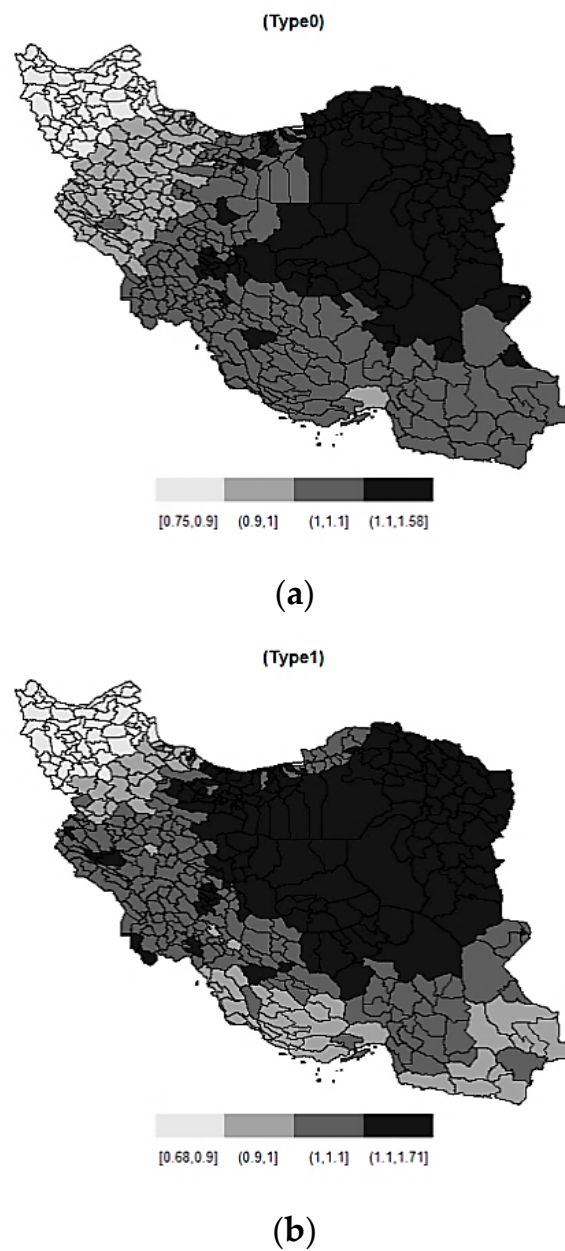 (Type0)
[0.75,0.9] (0.9,1] (1,1.1] (1.1,1.58]
(a)
(Type1)
[0.68,0.9] (0.9,1] (1,1.1] (1.1,1.71]
(b)